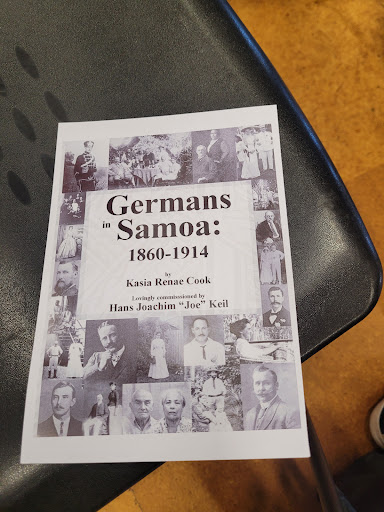 Germans
in Samoa:
1860-1914
by
Kasia Renae Cook
Lovingly commissioned by
Hans Joachim "Joe" Keil